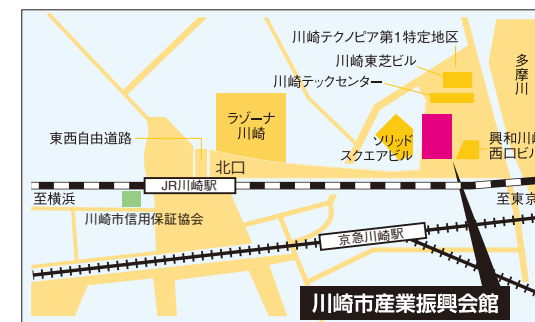 川崎テクノピア第1特定地区
川崎東芝ビル
川崎テックセンター
多摩川
ラゾーナ
川崎
東西自由道路
ソリッド
スクエアビル
興和川崎
西口ビル
北口
JR川崎駅
至横浜
至東京
川崎市信用保証協会
京急川崎駅
川崎市産業振興会館